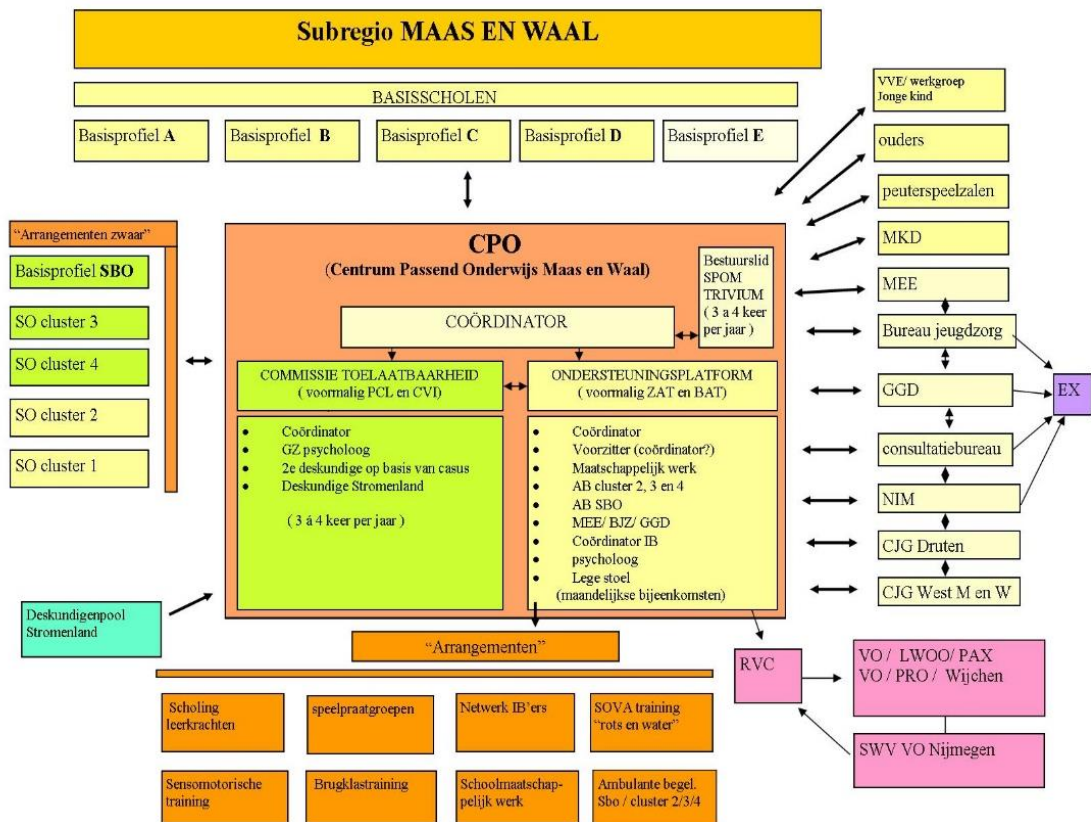 Subregio MAAS EN WAAL
BASISSCHOLEN
Basisprofiel A
Basisprofiel B
Basisprofiel C
Basisprofiel D
Basisprofiel E
VVE/ werkgroep
Jonge kind
ouders
peuterspeelzalen
MKD
MEE
Bureau jeugdzorg
GGD
consultatiebureau
NIM
CJG Druten
CJG West M en W
EX
"Arrangementen zwaar"
Basisprofiel SBO
SO cluster 3
SO cluster 4
SO cluster 2
SO cluster 1
CPO
(Centrum Passend Onderwijs Maas en Waal)
Bestuurslid
SPOM
TRIVIUM
( 3 a 4 keer
per jaar )
COÖRDINATOR
COMMISSIE TOELAATBAARHEID
( voormalig PCL en CVI)
ONDERSTEUNINGSPLATFORM
( voormalig ZAT en BAT)
• Coördinator
• GZ psycholoog
• 2e deskundige op basis van casus
• Deskundige Stromenland
( 3 á 4 keer per jaar )
• Coördinator
• Voorzitter (coördinator?)
• Maatschappelijk werk
• AB cluster 2, 3 en 4
• AB SBO
• MEE/ BJZ/ GGD
• Coördinator IB
• psycholoog
• Lege stoel
(maandelijkse bijeenkomsten)
Deskundigenpool
Stromenland
"Arrangementen"
Scholing
leerkrachten
speelpraatgroepen
Netwerk IB'ers
SOVA training
"rots en water"
Sensomotorische
training
Brugklastraining
Schoolmaatschap-
pelijk werk
Ambulante begel.
Sbo / cluster 2/3/4
RVC
VO / LWOO/ PAX
VO / PRO / Wijchen
SWV VO Nijmegen